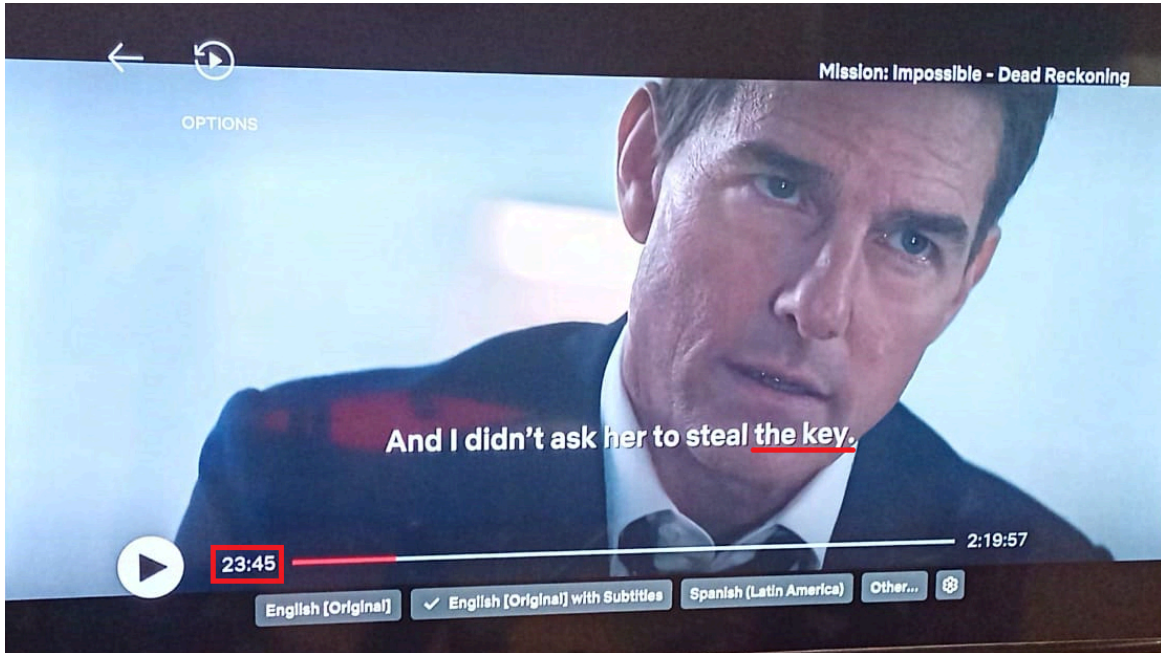 Mission: Impossible - Dead Reckoning
OPTIONS
And I didn't ask her to steal the key.
23:45
2:19:57
English [Original]
English [Original] with Subtitles
Spanish (Latin America)
Other...